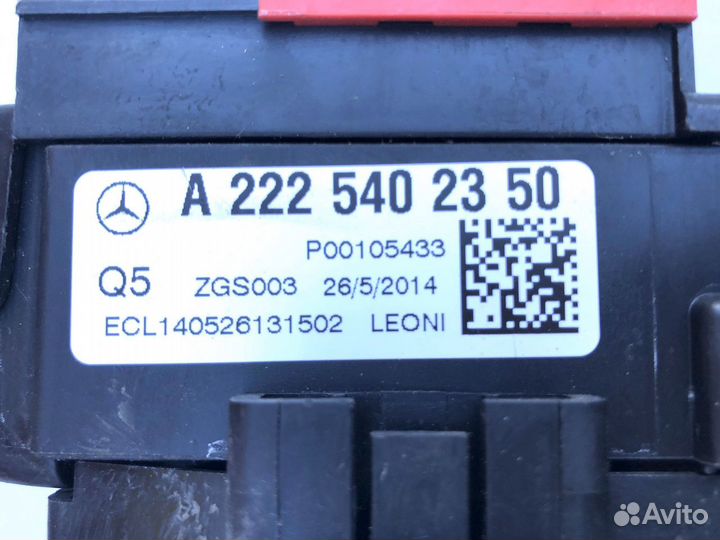 A 222 540 23 50
P00105433
Q5 ZGS003 26/5/2014
ECL140526131502 LEONI
Avito